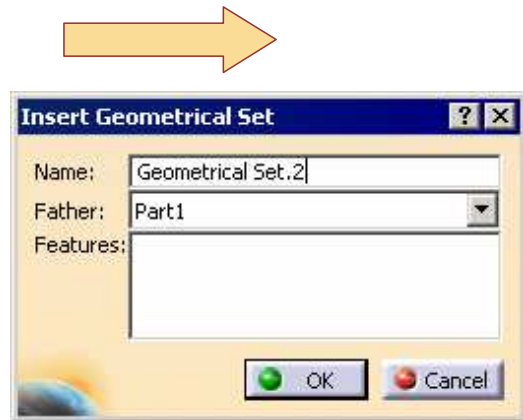 Insert Geometrical Set ? X
Name: Geometrical Set.2
Father: Part1
Features:
OK Cancel